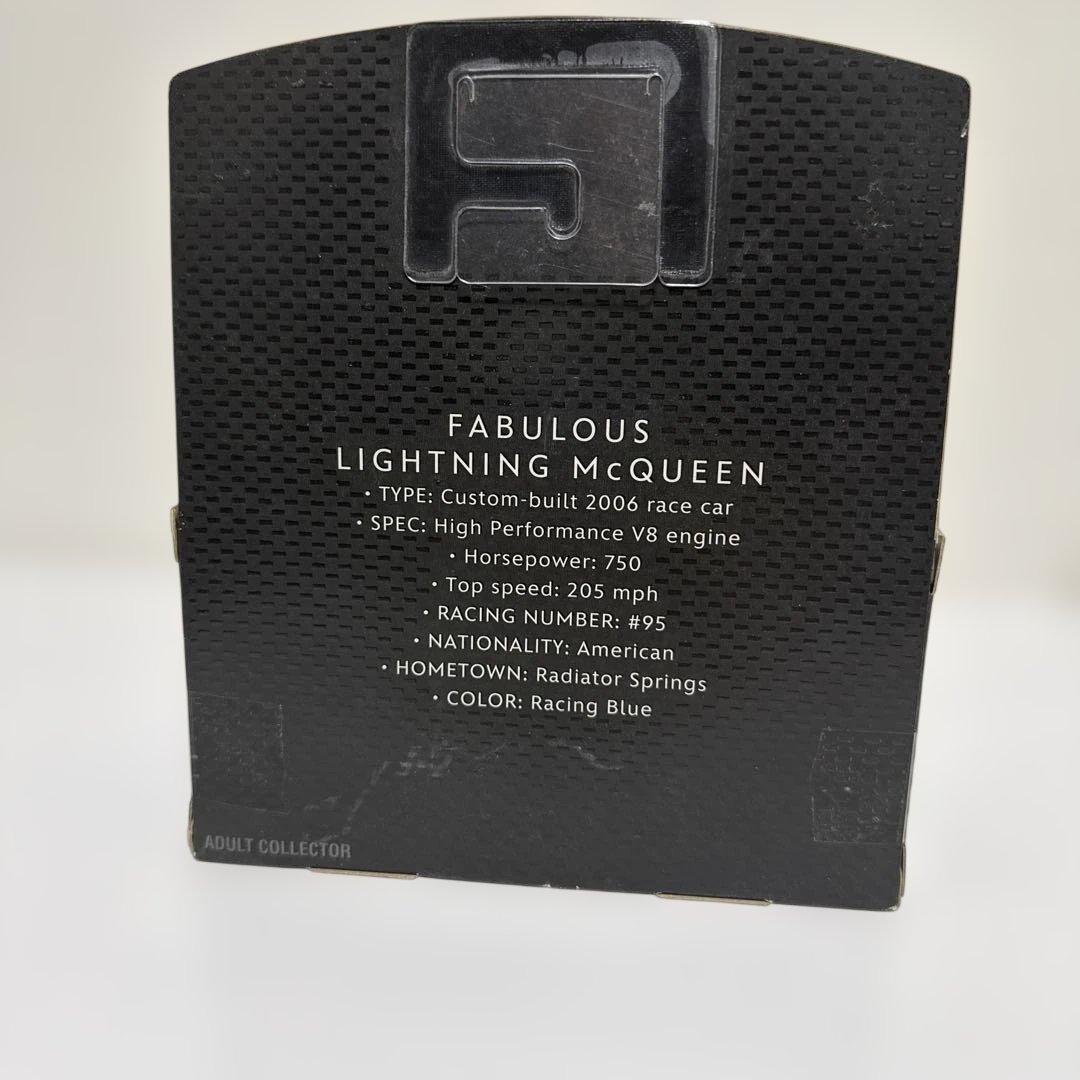 FABULOUS
LIGHTNING McQUEEN
• TYPE: Custom-built 2006 race car
• SPEC: High Performance V8 engine
• Horsepower: 750
• Top speed: 205 mph
• RACING NUMBER: #95
• NATIONALITY: American
• HOMETOWN: Radiator Springs
• COLOR: Racing Blue
ADULT COLLECTOR